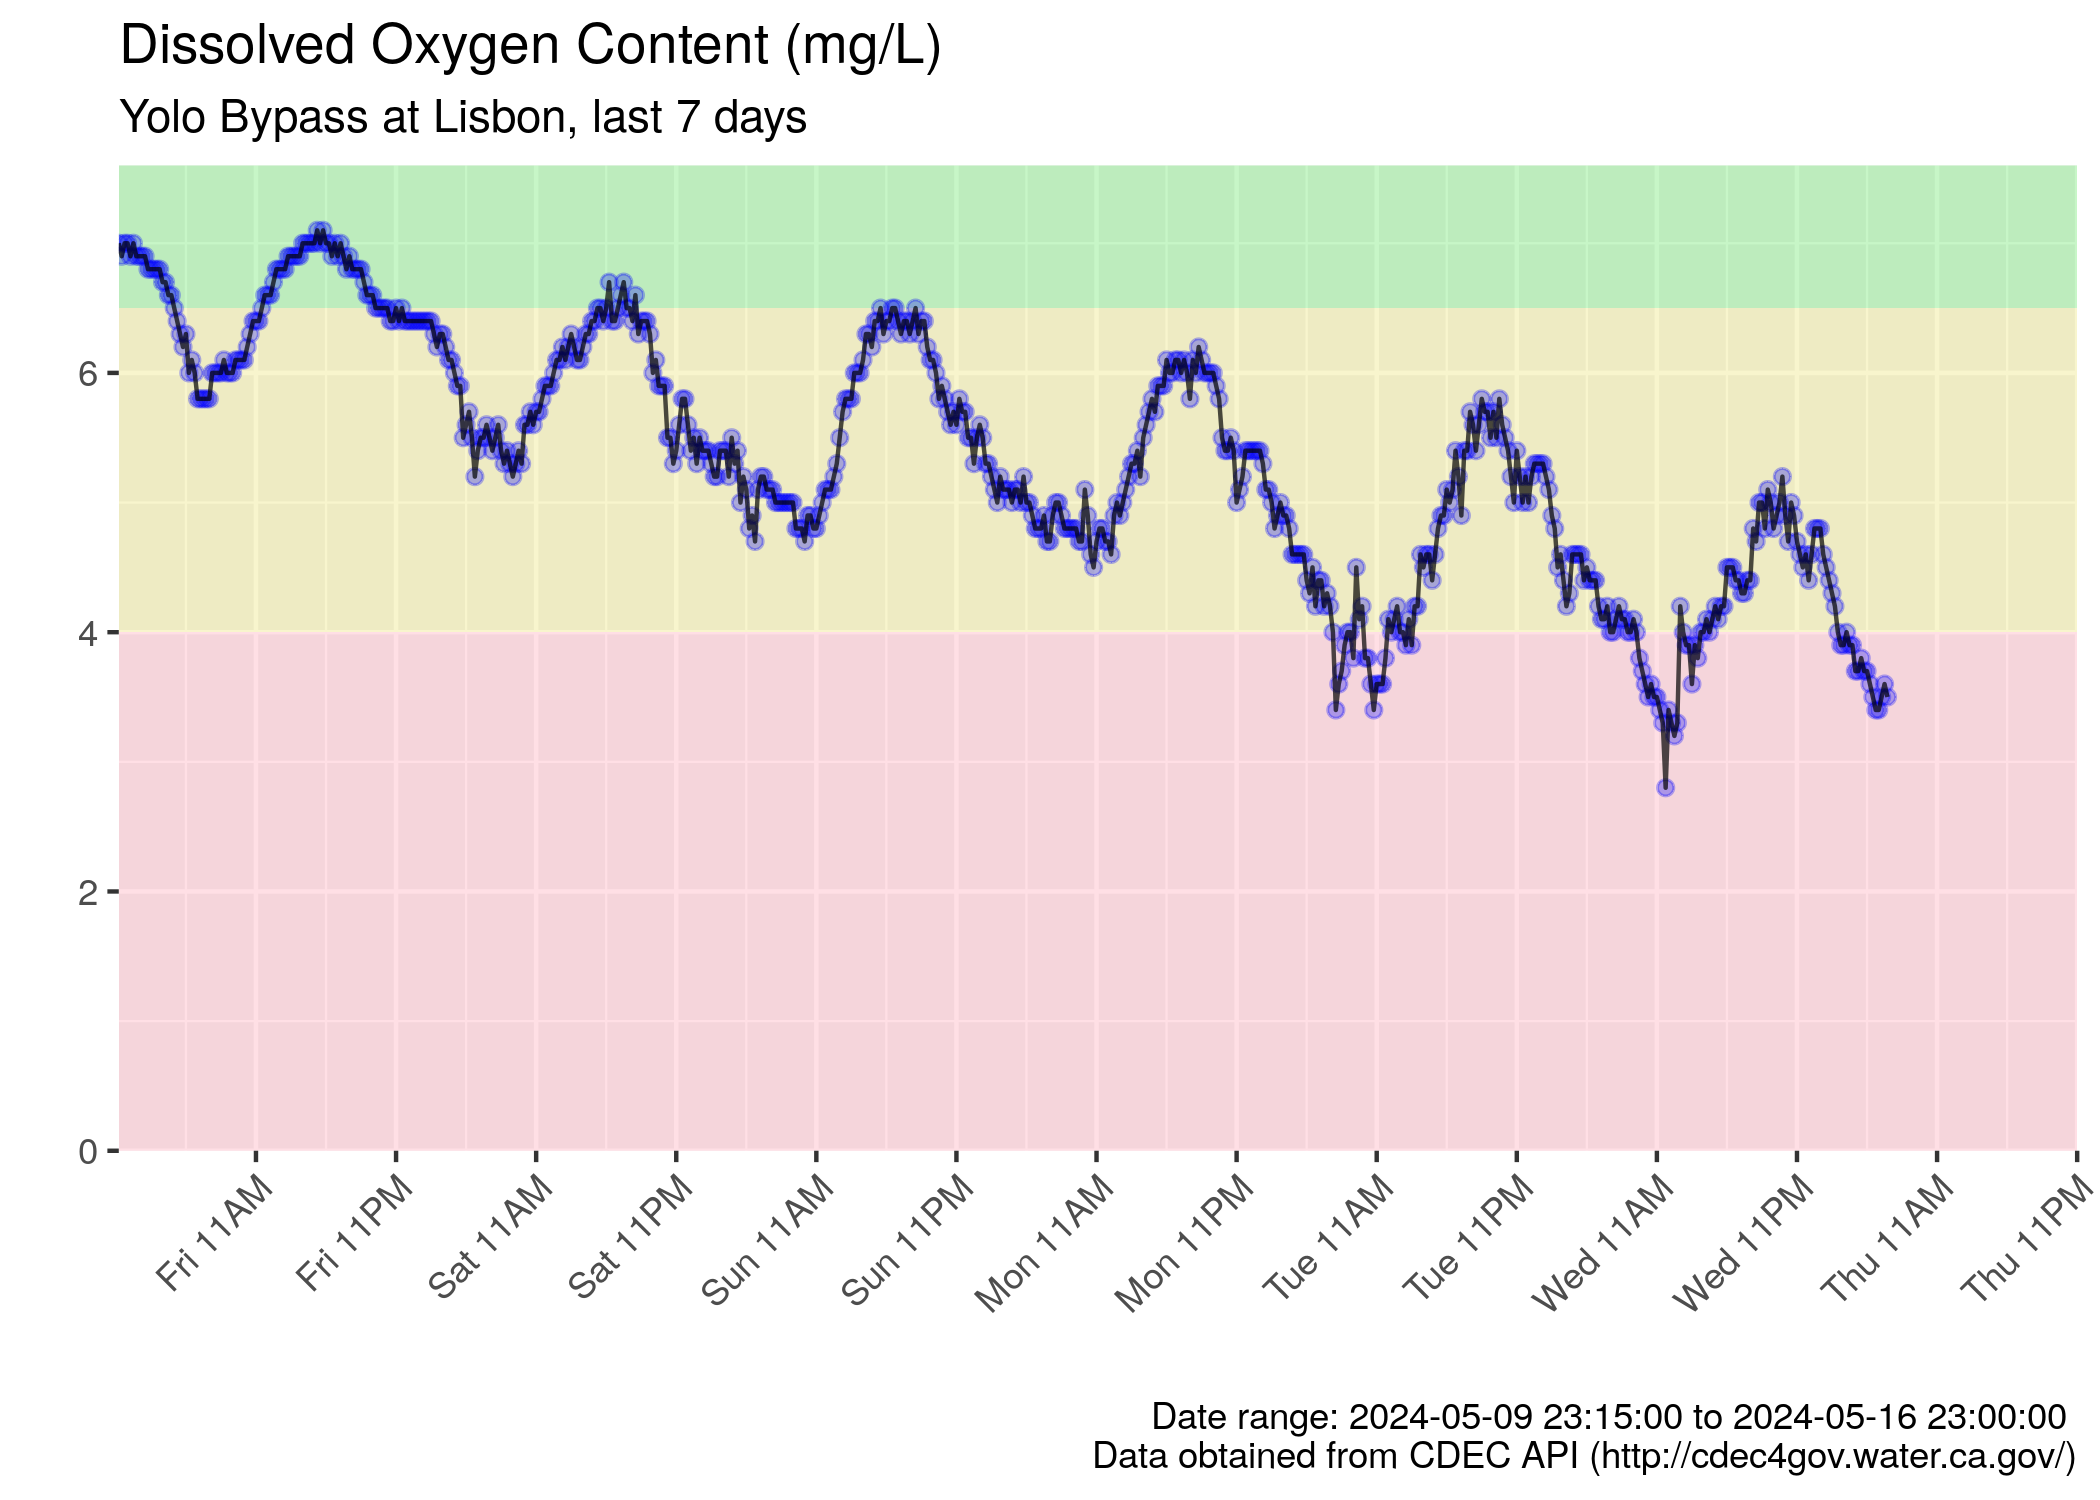 Dissolved Oxygen Content (mg/L)
Yolo Bypass at Lisbon, last 7 days
6
4
2
0
Fri 11AM
Fri 11PM
Sat 11AM
Sat 11PM
Sun 11AM
Sun 11PM
Mon 11AM
Mon 11PM
Tue 11AM
Tue 11PM
Wed 11AM
Wed 11PM
Thu 11AM
Thu 11PM
Date range: 2024-05-09 23:15:00 to 2024-05-16 23:00:00
Data obtained from CDEC API (http://cdec4gov.water.ca.gov/)